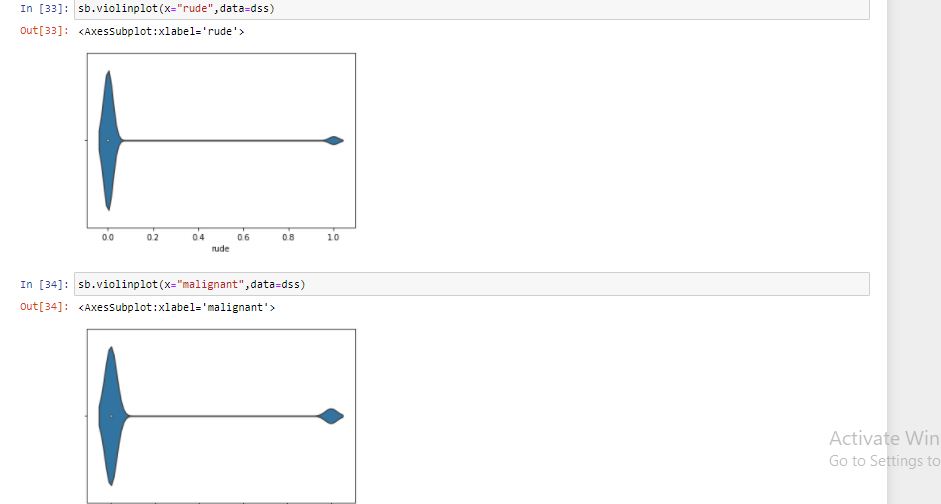 In [33]: sb.violinplot(x="rude",data=dss)
Out[33]: <AxesSubplot:xlabel='rude'>
0.0 0.2 0.4 0.6 0.8 1.0
rude
In [34]: sb.violinplot(x="malignant",data=dss)
Out[34]: <AxesSubplot:xlabel='malignant'>
Activate Win
Go to Settings to